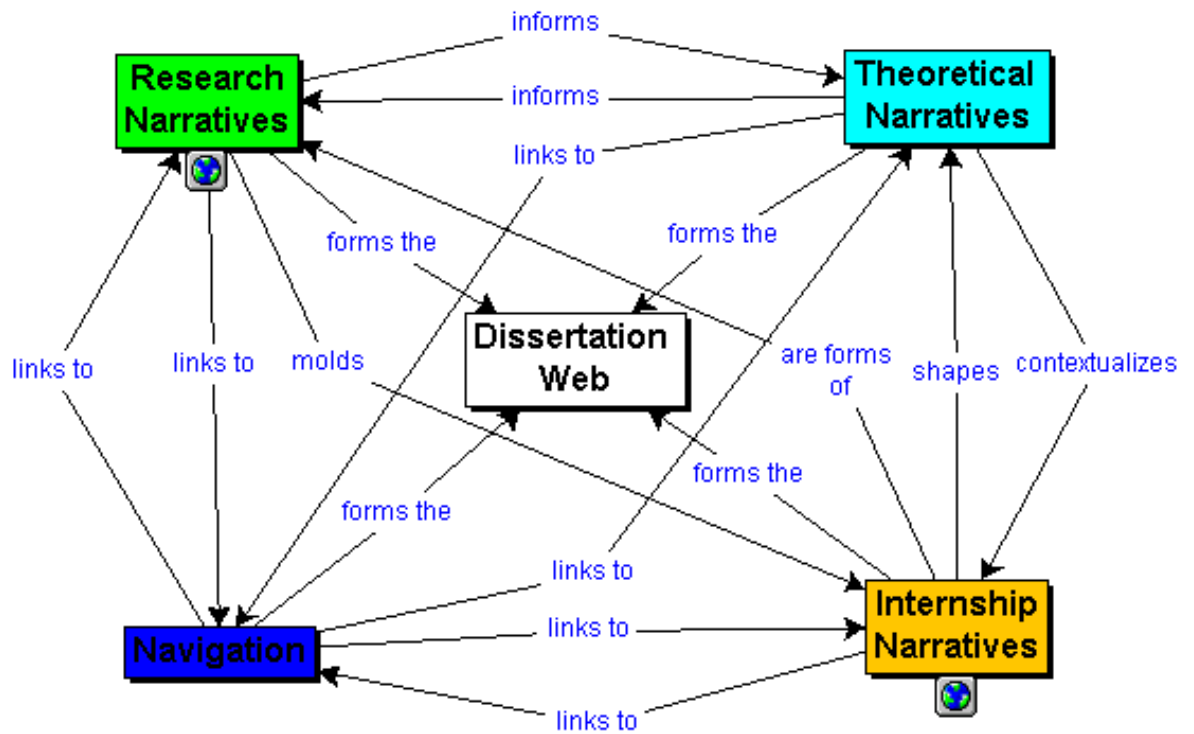 informs
Research
Narratives
Theoretical
Narratives
informs
links to
forms the
forms the
Dissertation
Web
links to
links to
molds
are forms
of
shapes
contextualizes
forms the
forms the
links to
Internship
Narratives
links to
Navigation
links to